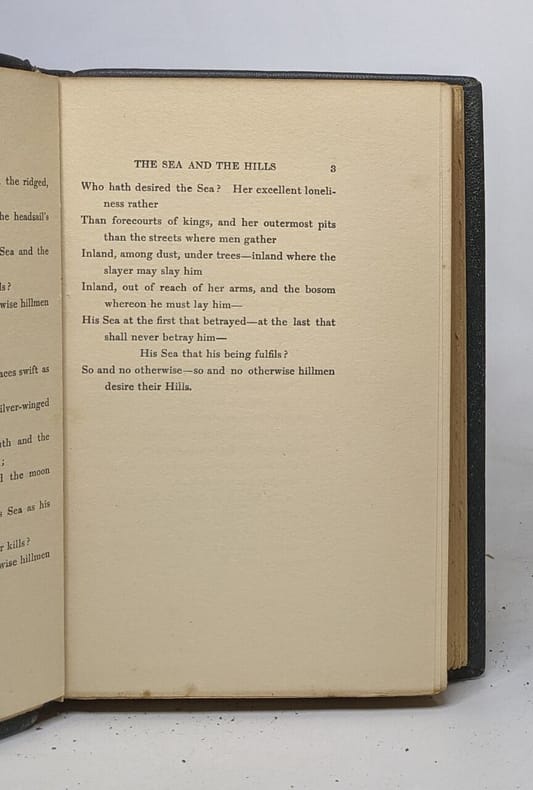 the ridged,
he headsail's
Sea and the
ls?
wise hillmen
aces swift as
ilver-winged
th and the
;
l the moon
s Sea as his
r kills?
wise hillmen
THE SEA AND THE HILLS 3
Who hath desired the Sea? Her excellent loneli-
ness rather
Than forecourts of kings, and her outermost pits
than the streets where men gather
Inland, among dust, under trees—inland where the
slayer may slay him
Inland, out of reach of her arms, and the bosom
whereon he must lay him—
His Sea at the first that betrayed—at the last that
shall never betray him—
His Sea that his being fulfils?
So and no otherwise—so and no otherwise hillmen
desire their Hills.